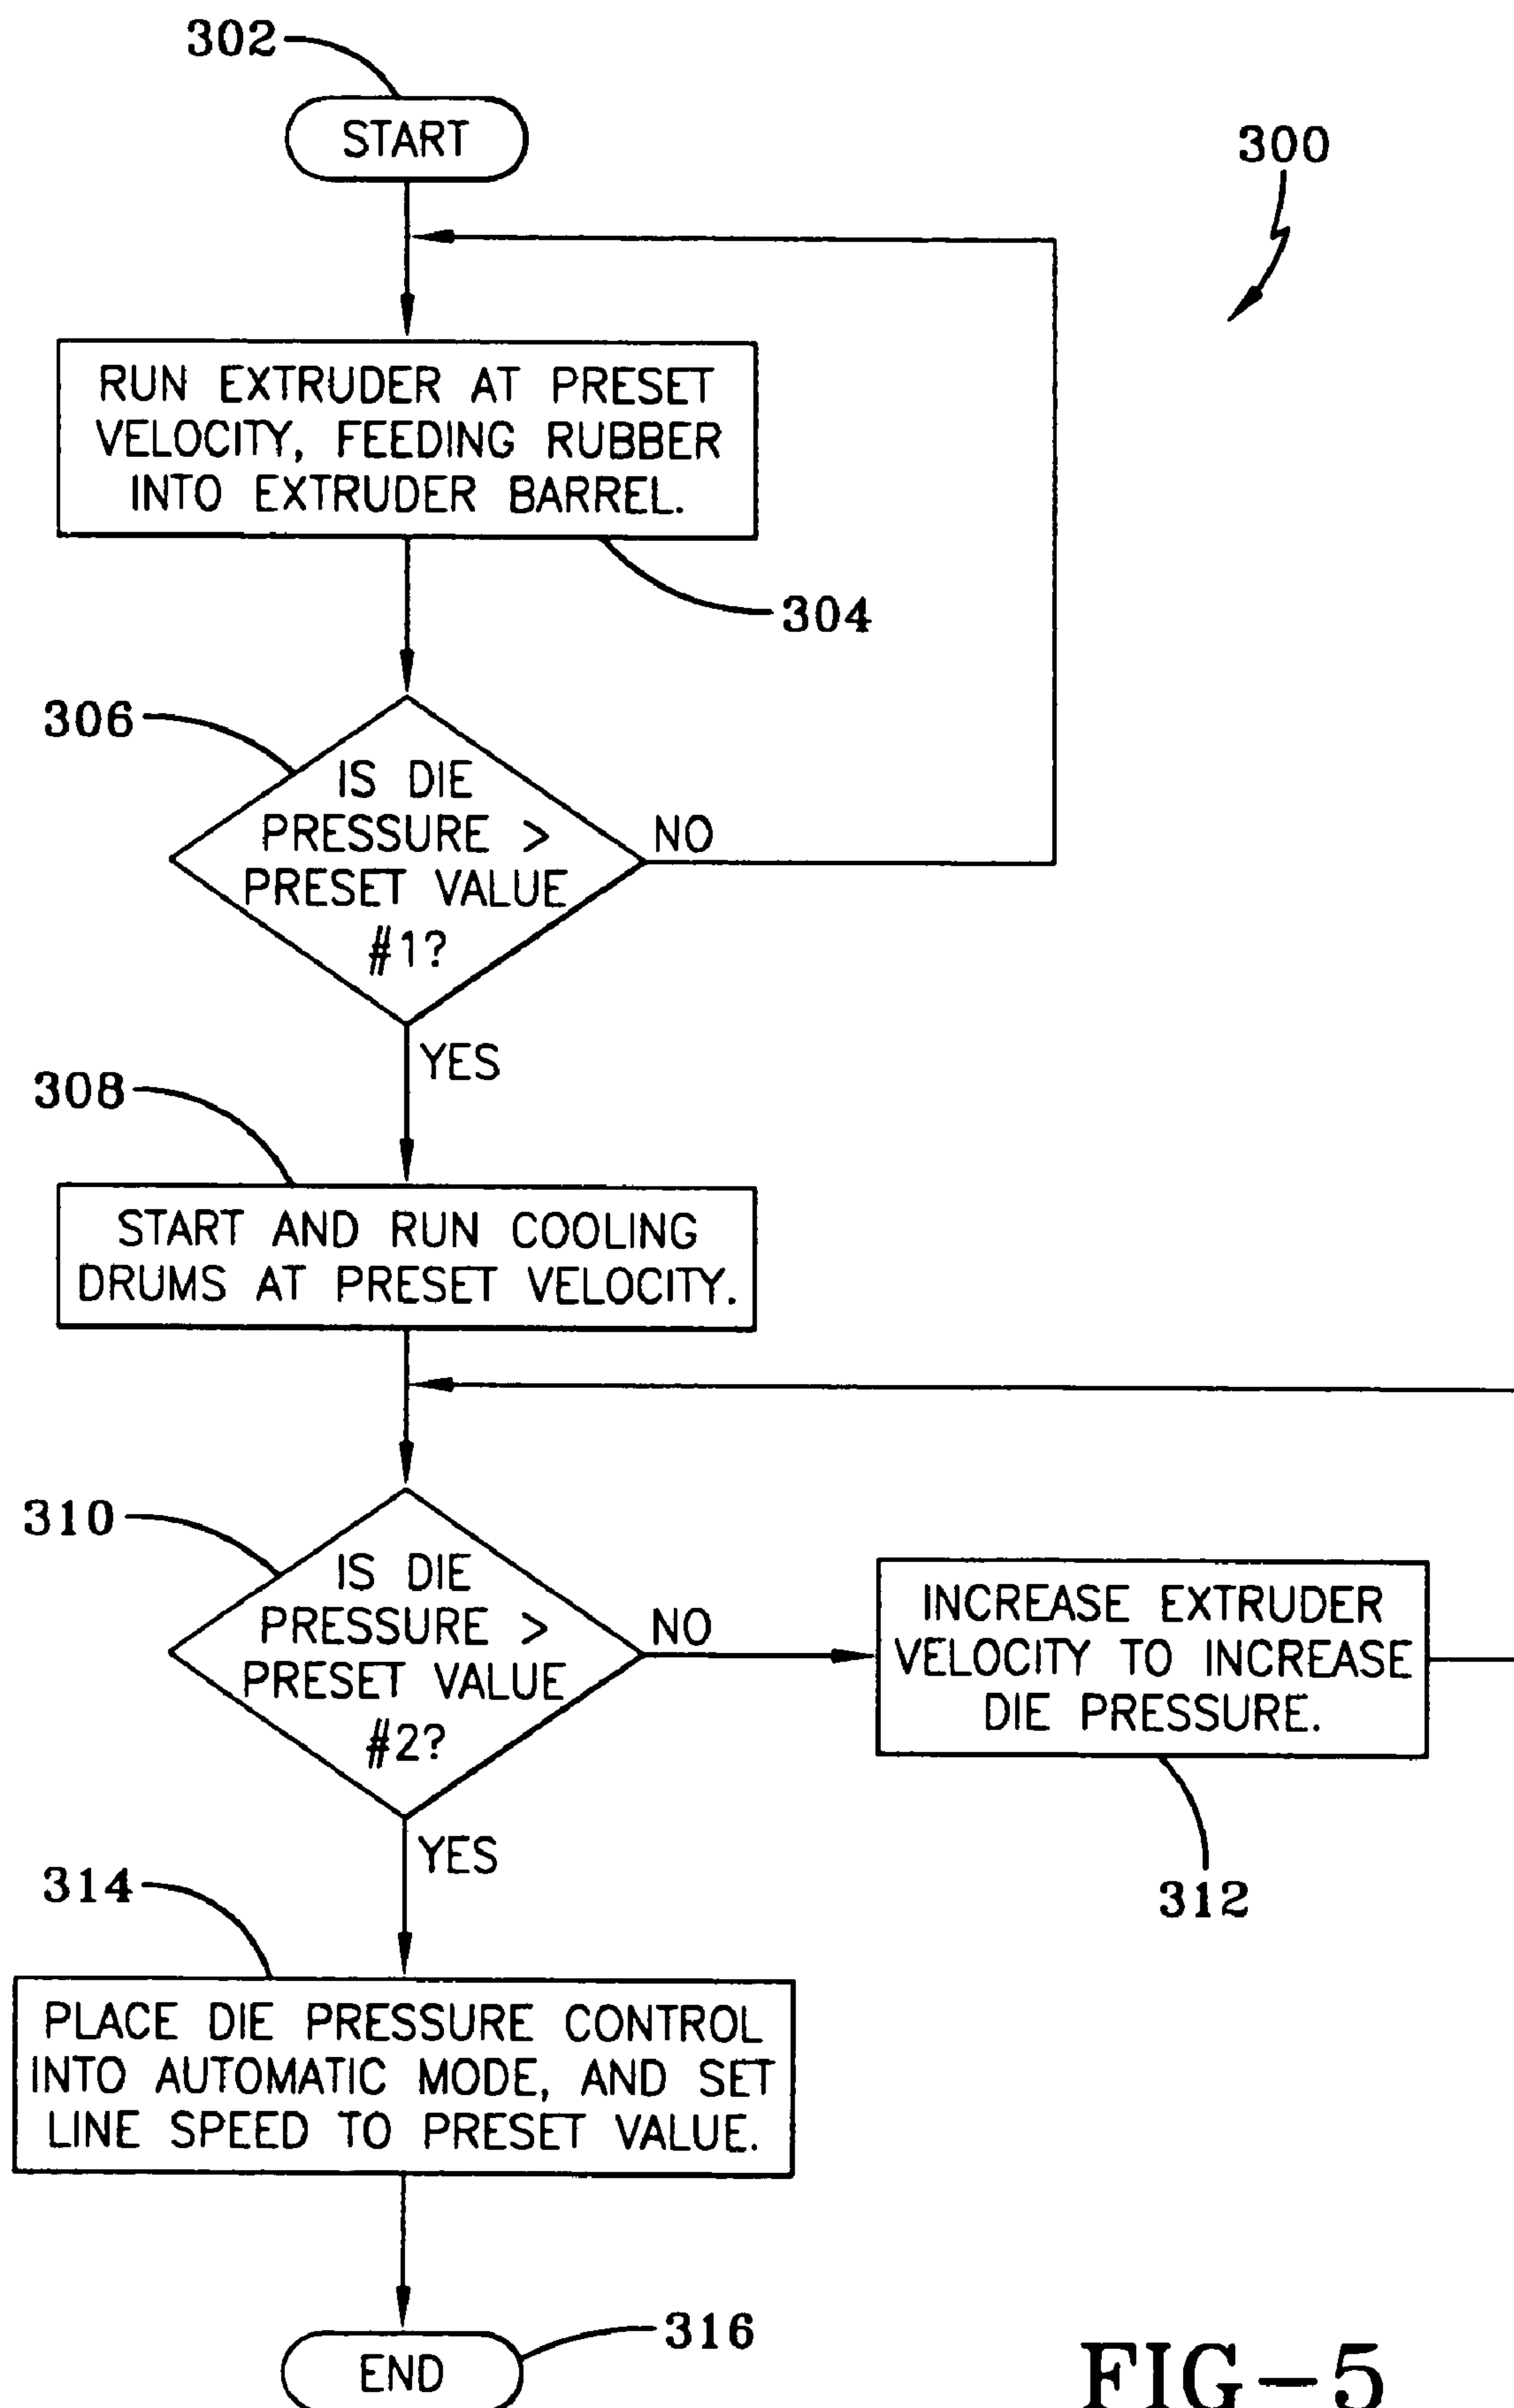 302
START
300
RUN EXTRUDER AT PRESET
VELOCITY, FEEDING RUBBER
INTO EXTRUDER BARREL.
304
306
IS DIE
PRESSURE >
PRESET VALUE
#1?
NO
YES
308
START AND RUN COOLING
DRUMS AT PRESET VELOCITY.
310
IS DIE
PRESSURE >
PRESET VALUE
#2?
NO
INCREASE EXTRUDER
VELOCITY TO INCREASE
DIE PRESSURE.
312
YES
314
PLACE DIE PRESSURE CONTROL
INTO AUTOMATIC MODE, AND SET
LINE SPEED TO PRESET VALUE.
316
END
FIG-5